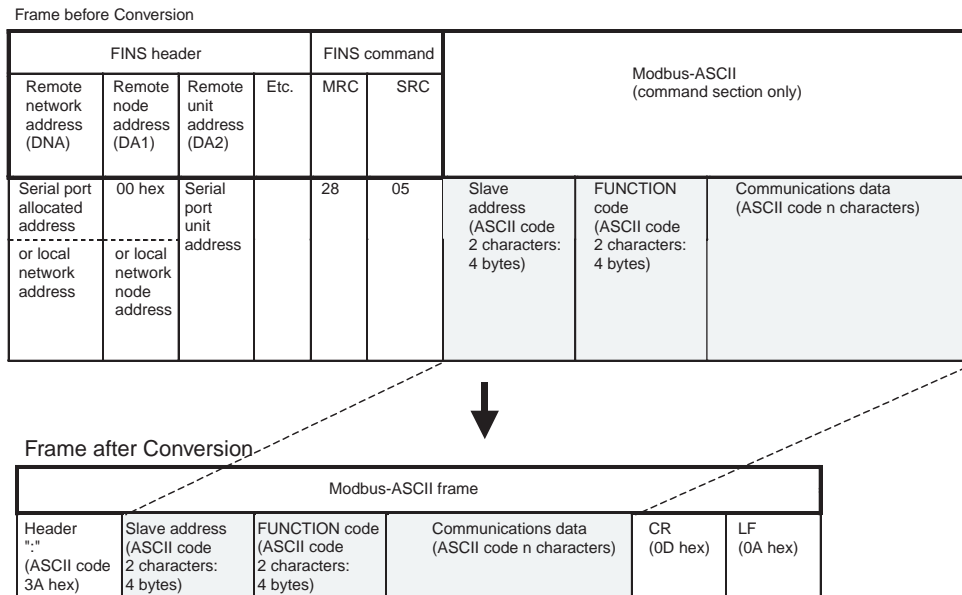 Frame before Conversion
FINS header
FINS command
Modbus-ASCII
(command section only)
Remote
network
address
(DNA)
Remote
node
address
(DA1)
Remote
unit
address
(DA2)
Etc.
MRC
SRC
Serial port
allocated
address
or local
network
address
00 hex
or local
network
node
address
Serial
port
unit
address
28
05
Slave
address
(ASCII code
2 characters:
4 bytes)
FUNCTION
code
(ASCII code
2 characters:
4 bytes)
Communications data
(ASCII code n characters)
Frame after Conversion
Modbus-ASCII frame
Header
":"
(ASCII code
3A hex)
Slave address
(ASCII code
2 characters:
4 bytes)
FUNCTION code
(ASCII code
2 characters:
4 bytes)
Communications data
(ASCII code n characters)
CR
(0D hex)
LF
(0A hex)